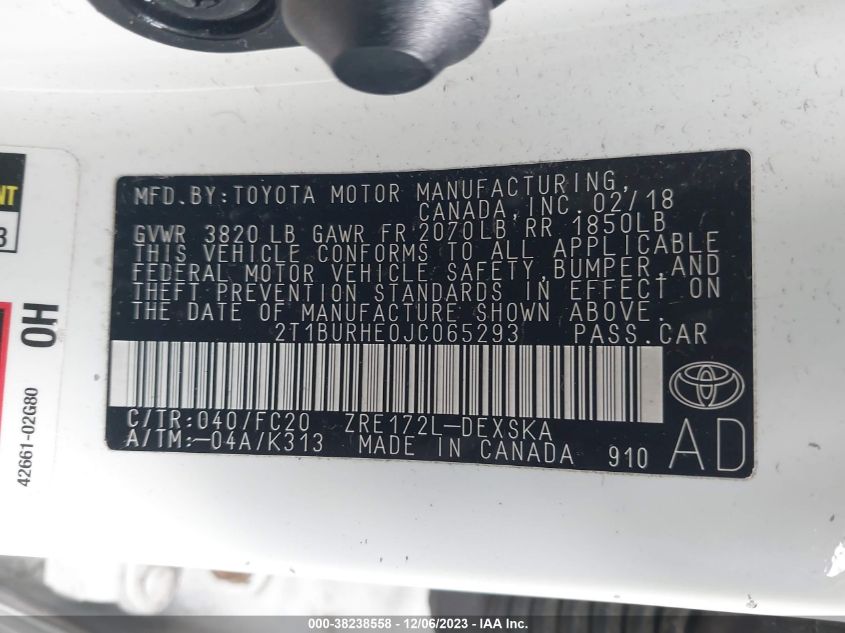 MFD.BY:TOYOTA MOTOR MANUFACTURING,
CANADA,INC. 02/18
GVWR 3820 LB GAWR FR 2070LB RR 1850LB
THIS VEHICLE CONFORMS TO ALL APPLICABLE
FEDERAL MOTOR VEHICLE SAFETY,BUMPER,AND
THEFT PREVENTION STANDARDS IN EFFECT ON
THE DATE OF MANUFACTURE SHOWN ABOVE.
2T1BURHE0JC065293 PASS.CAR
C/TR:040/FC20 ZRE172L-DEXSKA
A/TM:-04A/K313 MADE IN CANADA 910
AD
NT
3
OH
42661-02G80
000-38238558 - 12/06/2023 - IAA Inc.